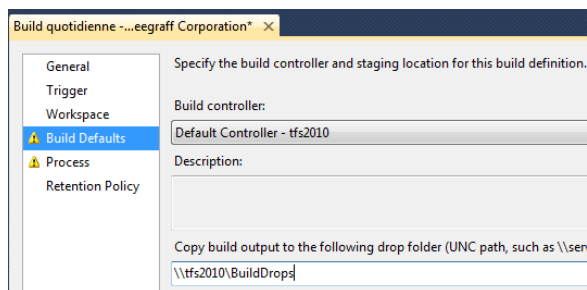 Build quotidienne -...eegraff Corporation*
General
Trigger
Workspace
Build Defaults
Process
Retention Policy
Specify the build controller and staging location for this build definition.
Build controller:
Default Controller - tfs2010
Description:
Copy build output to the following drop folder (UNC path, such as \\serv
\\tfs2010\BuildDrops